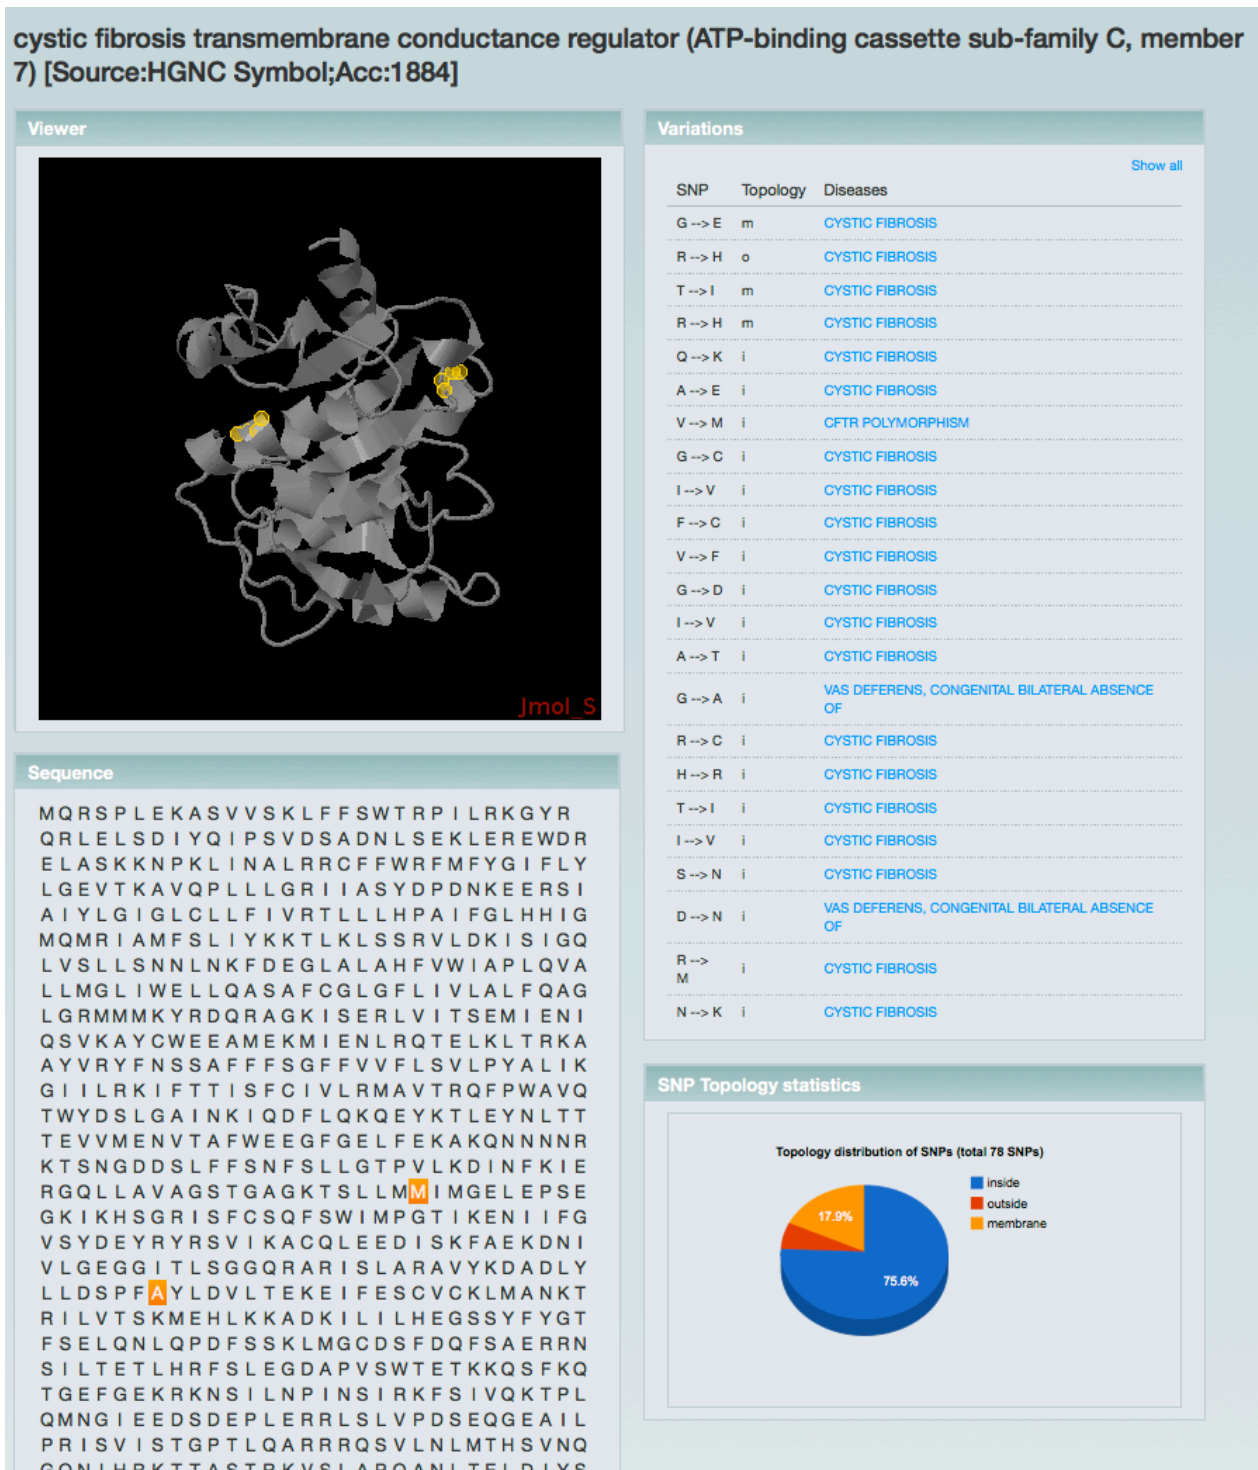 cystic fibrosis transmembrane conductance regulator (ATP-binding cassette sub-family C, member
7) [Source:HGNC Symbol;Acc:1884]
Viewer
Jmol_S
Sequence
MQRSPLEKASVVSKLFFSWTRPILRKGYR
QRLELSDIYQIPSVDSADNLSEKLEREWDR
ELASKKNPKLINALRRCFFWRFMFYGIFLY
LGEVTKAVQPLLLGRIIASYDPDNKEERSI
AIYLGIGLCLLFIVRTLLLHPAIFGLHHIG
MQMRIAMFSLIYKKTLKLSSRVLDKISIGQ
LVSLLSNNLNKFDEGLALAHFVWIAPLQVA
LLMGLIWELLQASAFCGLGFLIVLALFQAG
LGRMMMKYRDQRAGKISERLVITSEMIENI
QSVKAYCWEEAMEKMIENLRQTELKLTRKA
AYVRYFNSSAFFFSGFFVVFLSVLPYALIK
GIILRKIFTTISFCIVLRMAVTRQFPWAVQ
TWYDSLGAINKIQDFLQKQEYKTLEYNLTT
TEVVMENVTAFWEEGFGELFEKAKQNNNNR
KTSNGDDSLFFSNFSLLGTPVLKDINFKIE
RGQLLAVAGSTGAGKTSLLMMIMGELEPSE
GKIKHSGRISFCSQFSWIMPGTIKENIIFG
VSYDEYRYRSVIKACQLEEDISKFAEKDNI
VLGEGGITLSGGQRARISLARAVYKDADLY
LLDSPFAYLDVLTEKEIFESCVCKLMANKT
RILVTSKMEHLKKADKILILHEGSSYFYGT
FSELQNLQPDFSSKLMGCDSFDQFSAERRN
SILTETLHRFSLEGDAPVSWTETKKQSFKQ
TGEFGEKRKNSILNPINSIRKFSIVQKTPL
QMNGIEEDSDEPLERRLSLVPDSEQGEAIL
PRISVISTGPTLQARRRQSVLNLMTHSVNQ
GQNIHRKTTASTRKVSLAPQANLTELDIYS
Variations
Show all
SNP Topology Diseases
G --> E m CYSTIC FIBROSIS
R --> H o CYSTIC FIBROSIS
T --> I m CYSTIC FIBROSIS
R --> H m CYSTIC FIBROSIS
Q --> K i CYSTIC FIBROSIS
A --> E i CYSTIC FIBROSIS
V --> M i CFTR POLYMORPHISM
G --> C i CYSTIC FIBROSIS
I --> V i CYSTIC FIBROSIS
F --> C i CYSTIC FIBROSIS
V --> F i CYSTIC FIBROSIS
G --> D i CYSTIC FIBROSIS
I --> V i CYSTIC FIBROSIS
A --> T i CYSTIC FIBROSIS
G --> A i VAS DEFERENS, CONGENITAL BILATERAL ABSENCE
OF
R --> C i CYSTIC FIBROSIS
H --> R i CYSTIC FIBROSIS
T --> I i CYSTIC FIBROSIS
I --> V i CYSTIC FIBROSIS
S --> N i CYSTIC FIBROSIS
D --> N i VAS DEFERENS, CONGENITAL BILATERAL ABSENCE
OF
R -->
M i CYSTIC FIBROSIS
N --> K i CYSTIC FIBROSIS
SNP Topology statistics
Topology distribution of SNPs (total 78 SNPs)
inside
outside
membrane
17.9%
75.6%